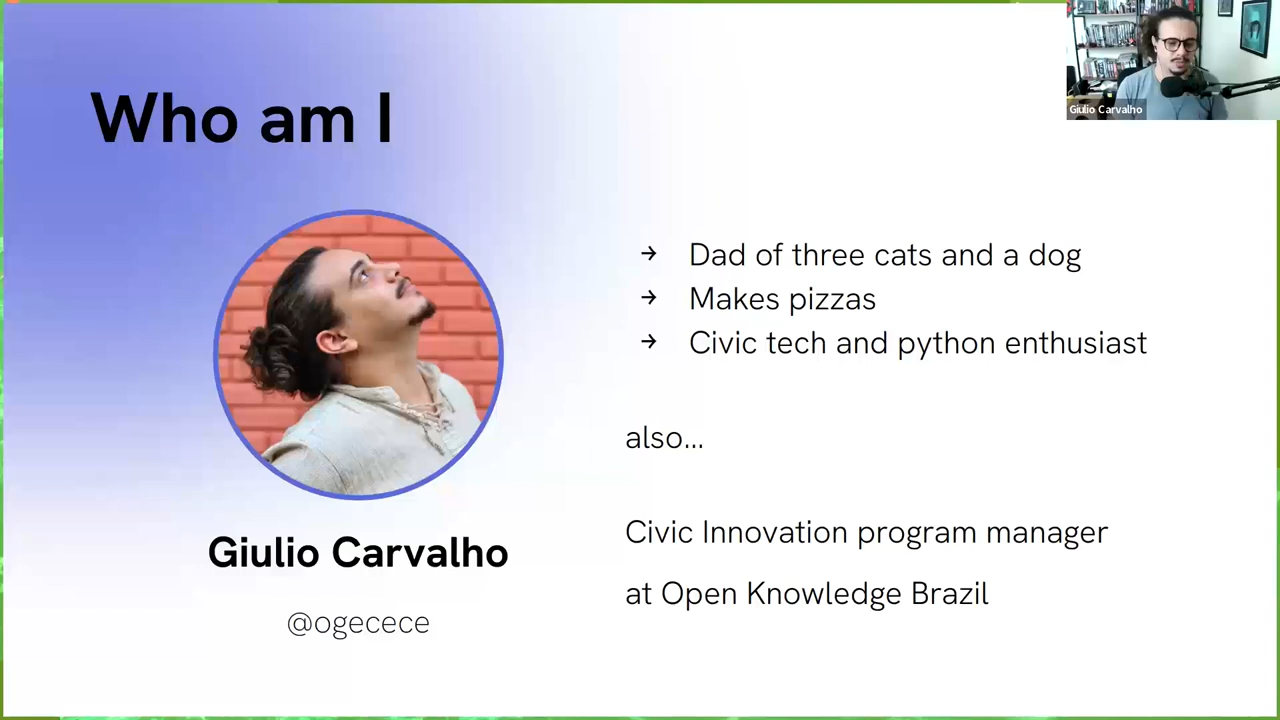 Who am I
Giulio Carvalho
→ Dad of three cats and a dog
→ Makes pizzas
→ Civic tech and python enthusiast
also...
Civic Innovation program manager
at Open Knowledge Brazil
Giulio Carvalho
@ogecece